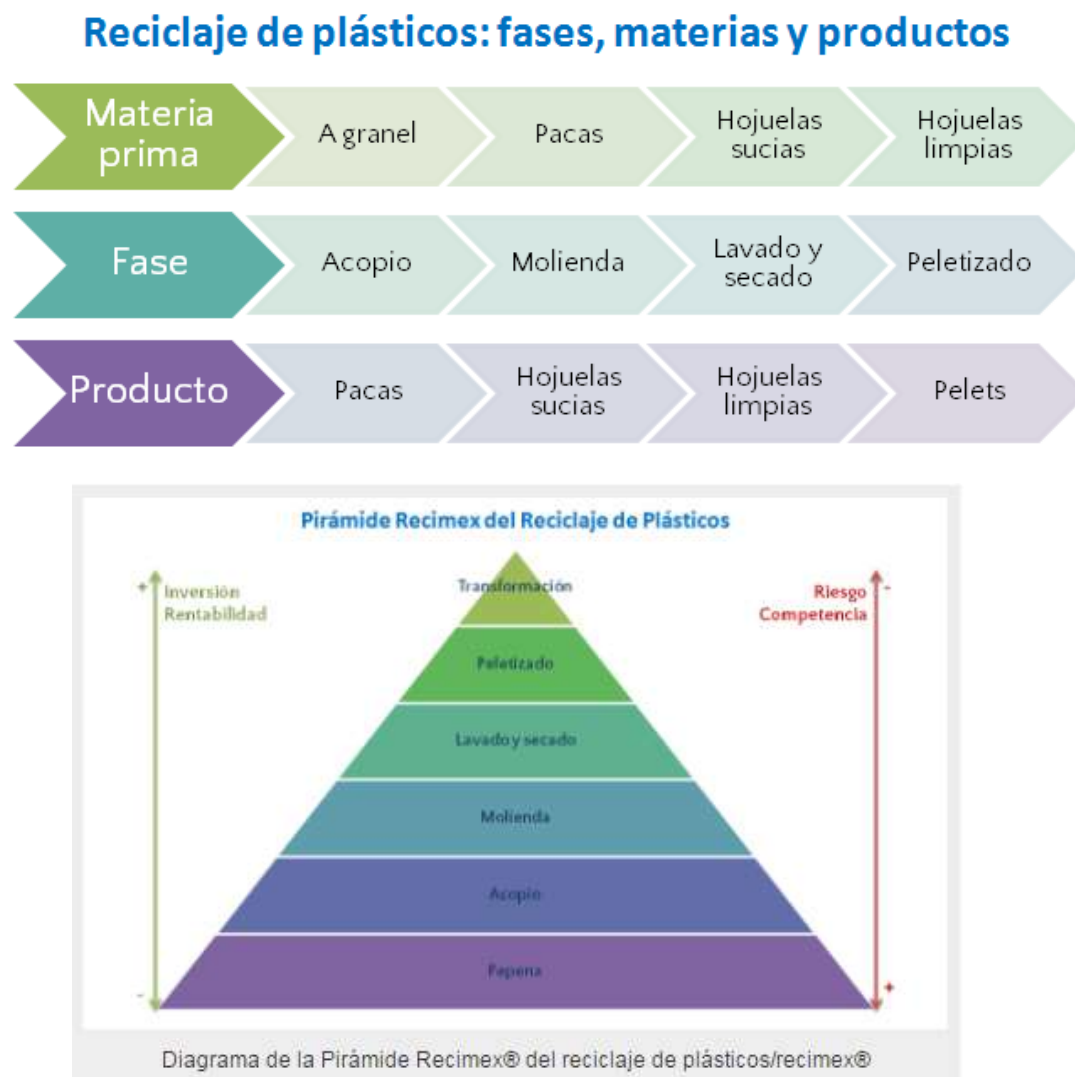 Reciclaje de plásticos: fases, materias y productos
Materia
prima
A granel
Pacas
Hojuelas
sucias
Hojuelas
limpias
Fase
Acopio
Molienda
Lavado y
secado
Peletizado
Producto
Pacas
Hojuelas
sucias
Hojuelas
limpias
Pelets
Pirámide Recimex del Reciclaje de Plásticos
+
Inversión
Rentabilidad
-
Transformación
Peletizado
Lavado y secado
Molienda
Acopio
Pepena
-
Riesgo
Competencia
+
Diagrama de la Pirámide Recimex® del reciclaje de plásticos/recimex®